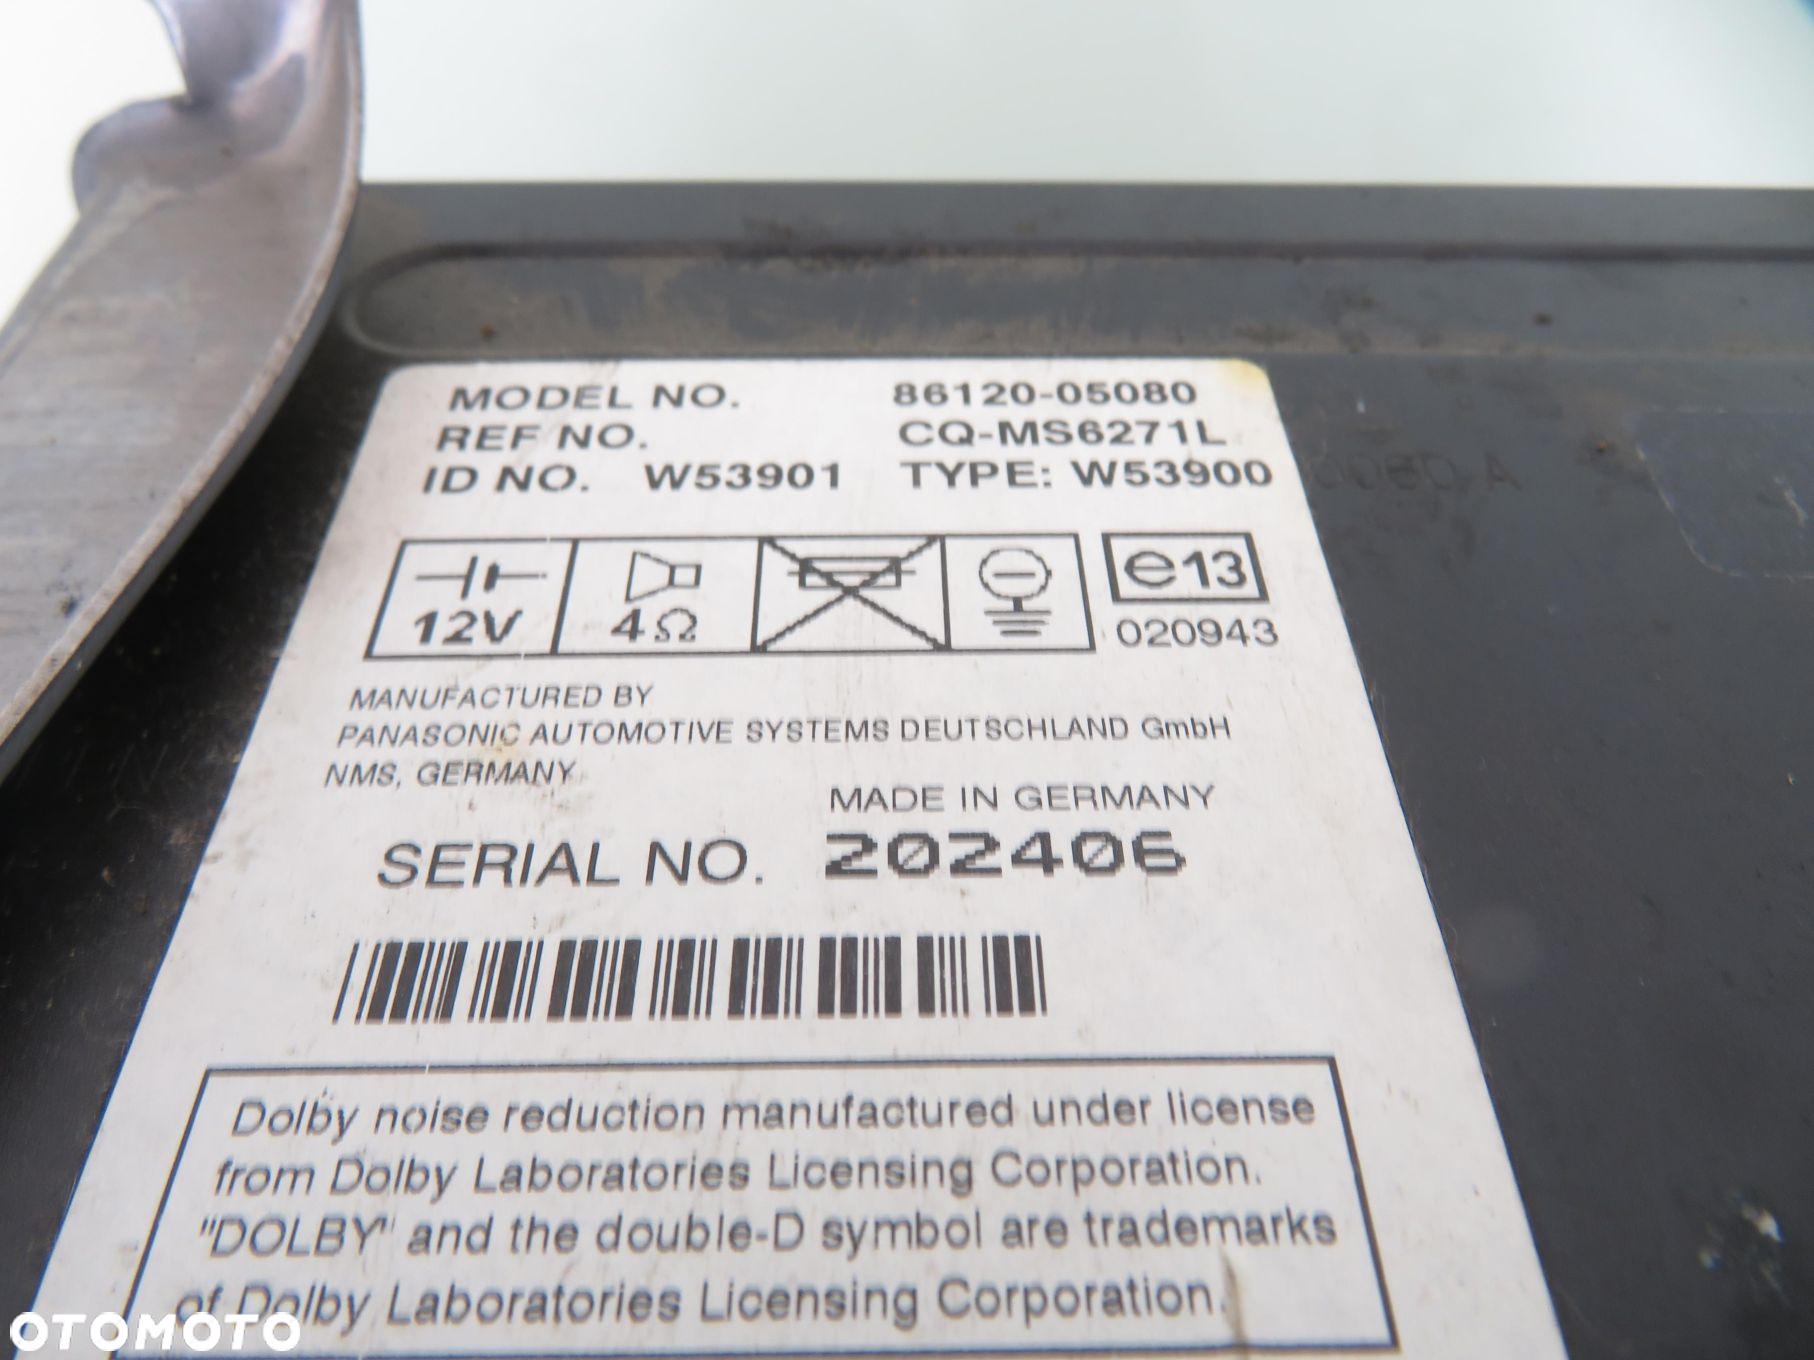 MODEL NO. 86120-05080
REF NO. CQ-MS6271L
ID NO. W53901 TYPE: W53900
12V 4Ω e13
020943
MANUFACTURED BY
PANASONIC AUTOMOTIVE SYSTEMS DEUTSCHLAND GmbH
NMS, GERMANY
MADE IN GERMANY
SERIAL NO. 202406
Dolby noise reduction manufactured under license
from Dolby Laboratories Licensing Corporation.
"DOLBY" and the double-D symbol are trademarks
of Dolby Laboratories Licensing Corporation.
OTOMOTO